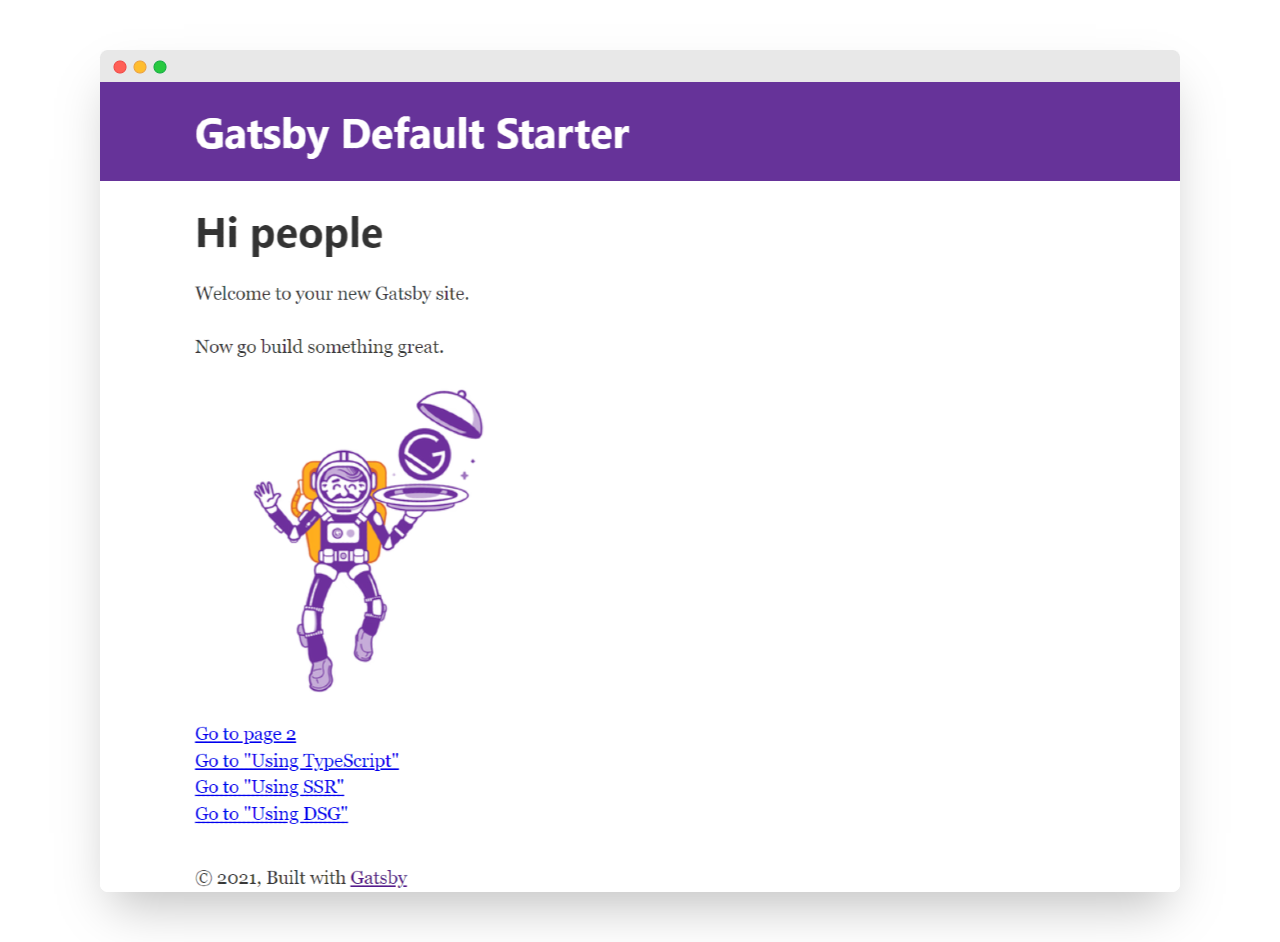 Gatsby Default Starter
Hi people
Welcome to your new Gatsby site.
Now go build something great.
Go to page 2
Go to "Using TypeScript"
Go to "Using SSR"
Go to "Using DSG"
© 2021, Built with Gatsby